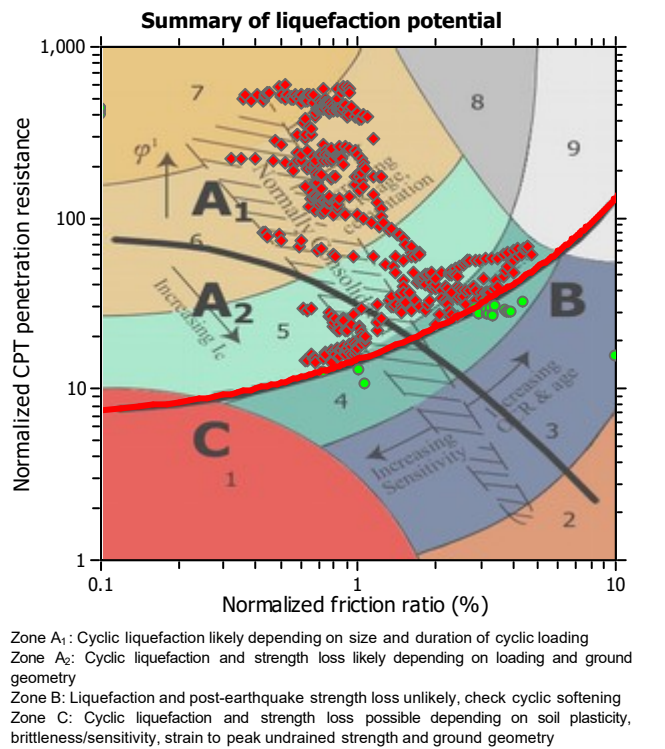 Summary of liquefaction potential
1,000
7
8
9
φ'
A1
Normally Consolid
100
6
A2
Increasing Ic
5
B
Normalized CPT penetration resistance
10
4
C
1
Increasing
Sensitivity
Increasing
OCR & age
3
2
1
0.1
1
10
Normalized friction ratio (%)
Zone A1: Cyclic liquefaction likely depending on size and duration of cyclic loading
Zone A2: Cyclic liquefaction and strength loss likely depending on loading and ground
geometry
Zone B: Liquefaction and post-earthquake strength loss unlikely, check cyclic softening
Zone C: Cyclic liquefaction and strength loss possible depending on soil plasticity,
brittleness/sensitivity, strain to peak undrained strength and ground geometry